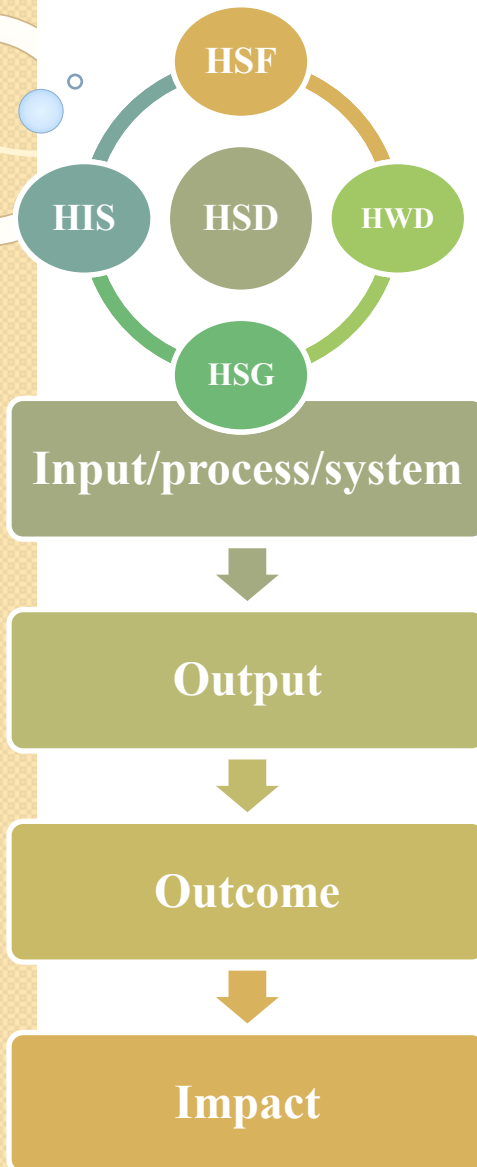 HSF
HIS
HSD
HWD
HSG
Input/process/system
Output
Outcome
Impact